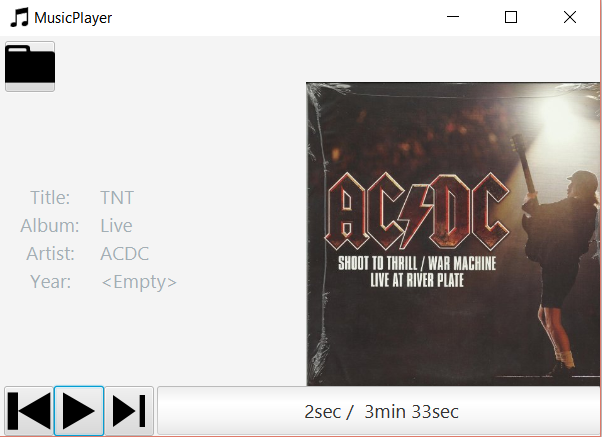 MusicPlayer
AC/DC
SHOOT TO THRILL / WAR MACHINE
LIVE AT RIVER PLATE
Title: TNT
Album: Live
Artist: ACDC
Year: <Empty>
2sec / 3min 33sec